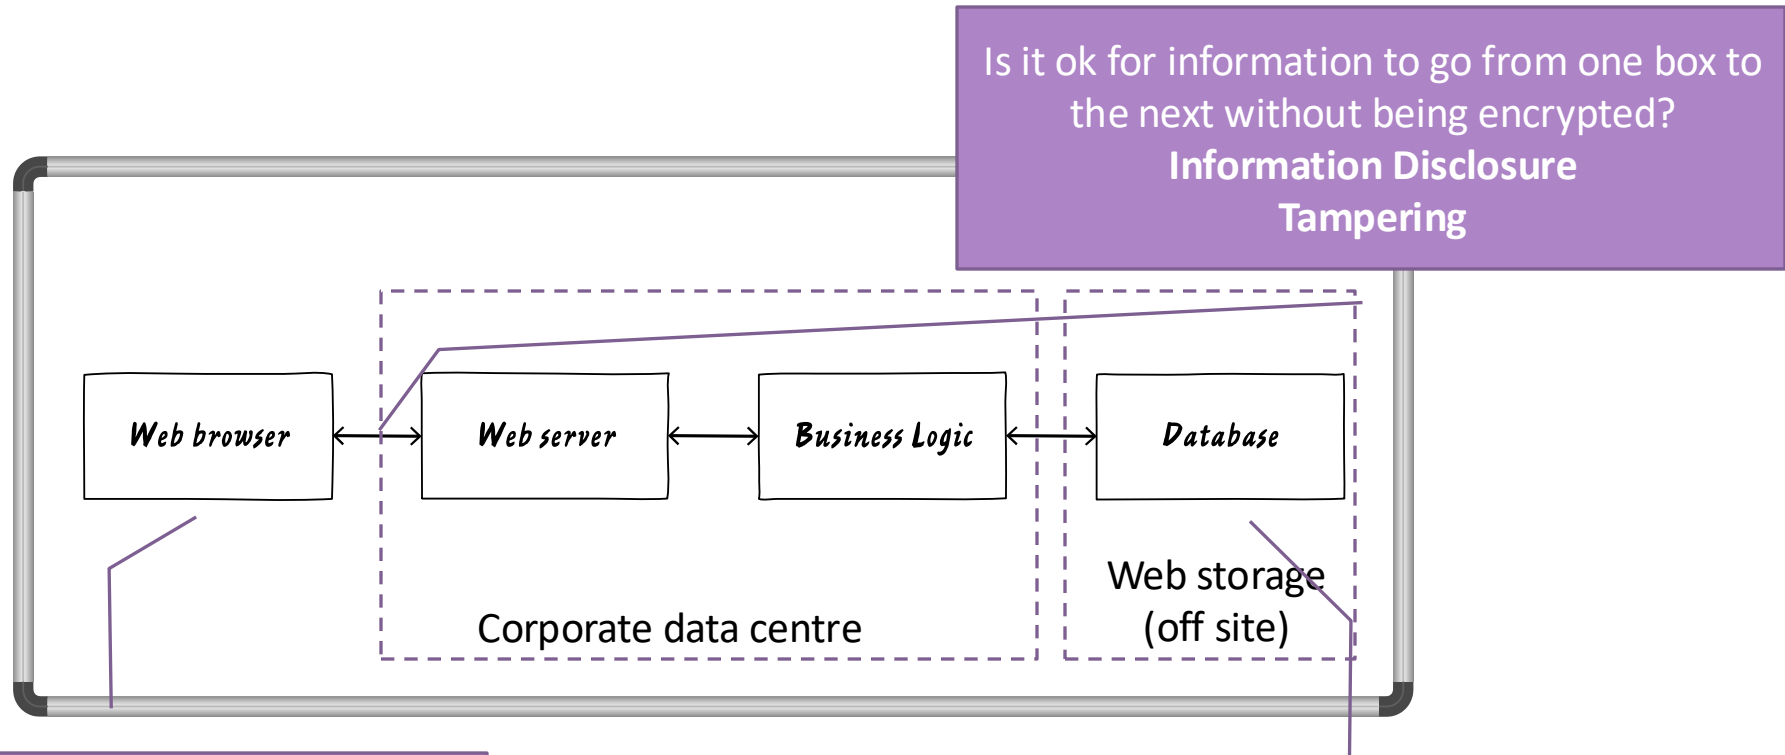 Is it ok for information to go from one box to
the next without being encrypted?
Information Disclosure
Tampering
Web browser
Web server
Business Logic
Database
Corporate data centre
Web storage
(off site)